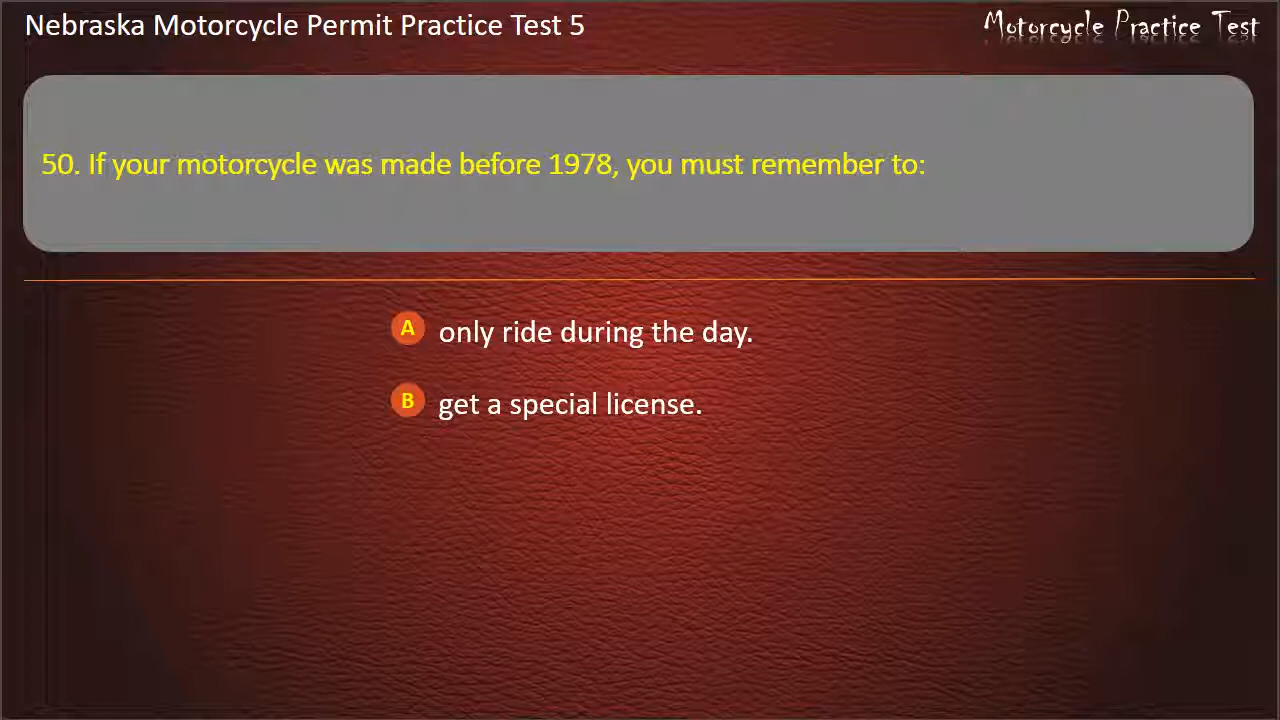 Nebraska Motorcycle Permit Practice Test 5
Motorcycle Practice Test
50. If your motorcycle was made before 1978, you must remember to:
A only ride during the day.
B get a special license.